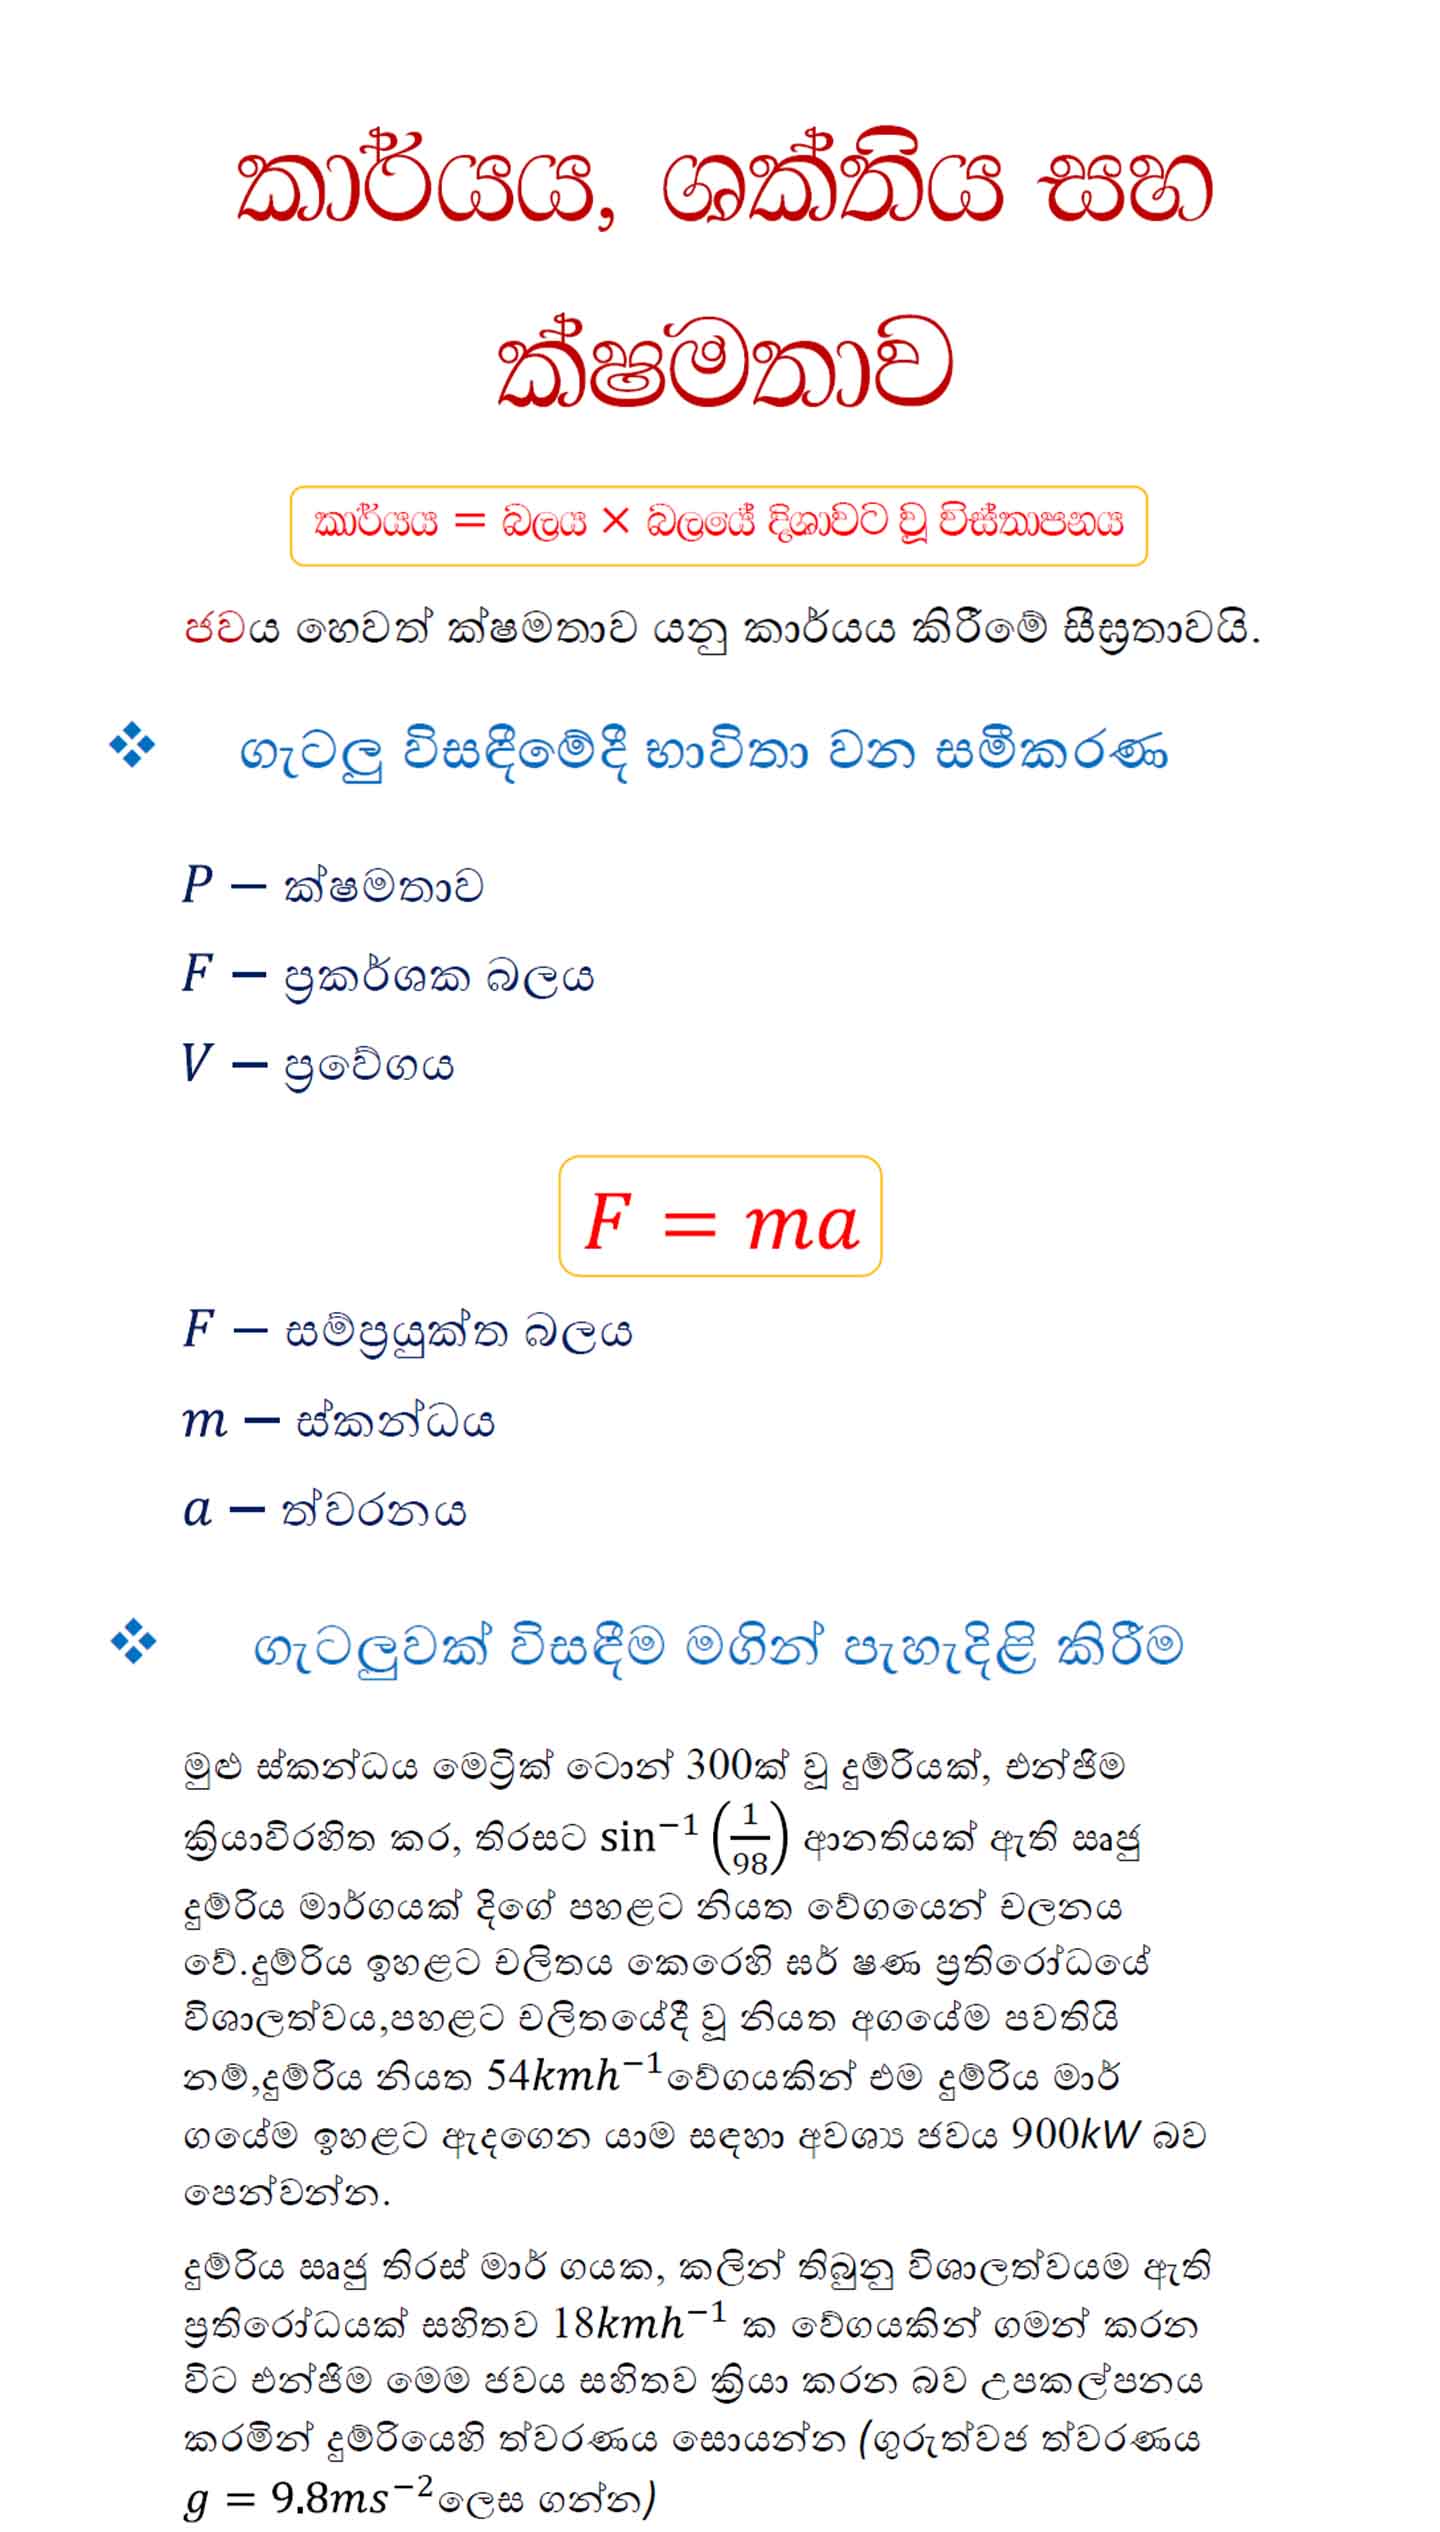 කාර්යය, ශක්තිය සහ
ක්ෂමතාව
කාර්යය = බලය × බලයේ දිශාවට වූ විස්තාපනය
ජවය හෙවත් ක්ෂමතාව යනු කාර්යය කිරීමේ සීඝ්‍රතාවයි.
❖ ගැටලු විසඳීමේදී භාවිතා වන සමීකරණ
P – ක්ෂමතාව
F – ප්‍රකර්ශක බලය
V – ප්‍රවේගය
F = ma
F – සම්ප්‍රයුක්ත බලය
m – ස්කන්ධය
a – ත්වරනය
❖ ගැටලුවක් විසඳීම මගින් පැහැදිළි කිරීම
මුළු ස්කන්ධය මෙට්‍රික් ටොන් 300ක් වූ දුම්රියක්, එන්ජිම
ක්‍රියාවිරහිත කර, තිරසට sin⁻¹ (1/98) ආනතියක් ඇති ඍජු
දුම්රිය මාර්ගයක් දිගේ පහළට නියත වේගයෙන් චලනය
වේ.දුම්රිය ඉහළට චලිතය කෙරෙහි ඝර් ෂණ ප්‍රතිරෝධයේ
විශාලත්වය,පහළට චලිතයේදී වූ නියත අගයේම පවතියි
නම්,දුම්රිය නියත 54kmh⁻¹වේගයකින් එම දුම්රිය මාර්
ගයේම ඉහළට ඇදගෙන යාම සඳහා අවශ්‍ය ජවය 900kW බව
පෙන්වන්න.
දුම්රිය ඍජු තිරස් මාර් ගයක, කලින් තිබුනු විශාලත්වයම ඇති
ප්‍රතිරෝධයක් සහිතව 18kmh⁻¹ ක වේගයකින් ගමන් කරන
විට එන්ජිම මෙම ජවය සහිතව ක්‍රියා කරන බව උපකල්පනය
කරමින් දුම්රියෙහි ත්වරණය සොයන්න (ගුරුත්වජ ත්වරණය
g = 9.8ms⁻²ලෙස ගන්න)